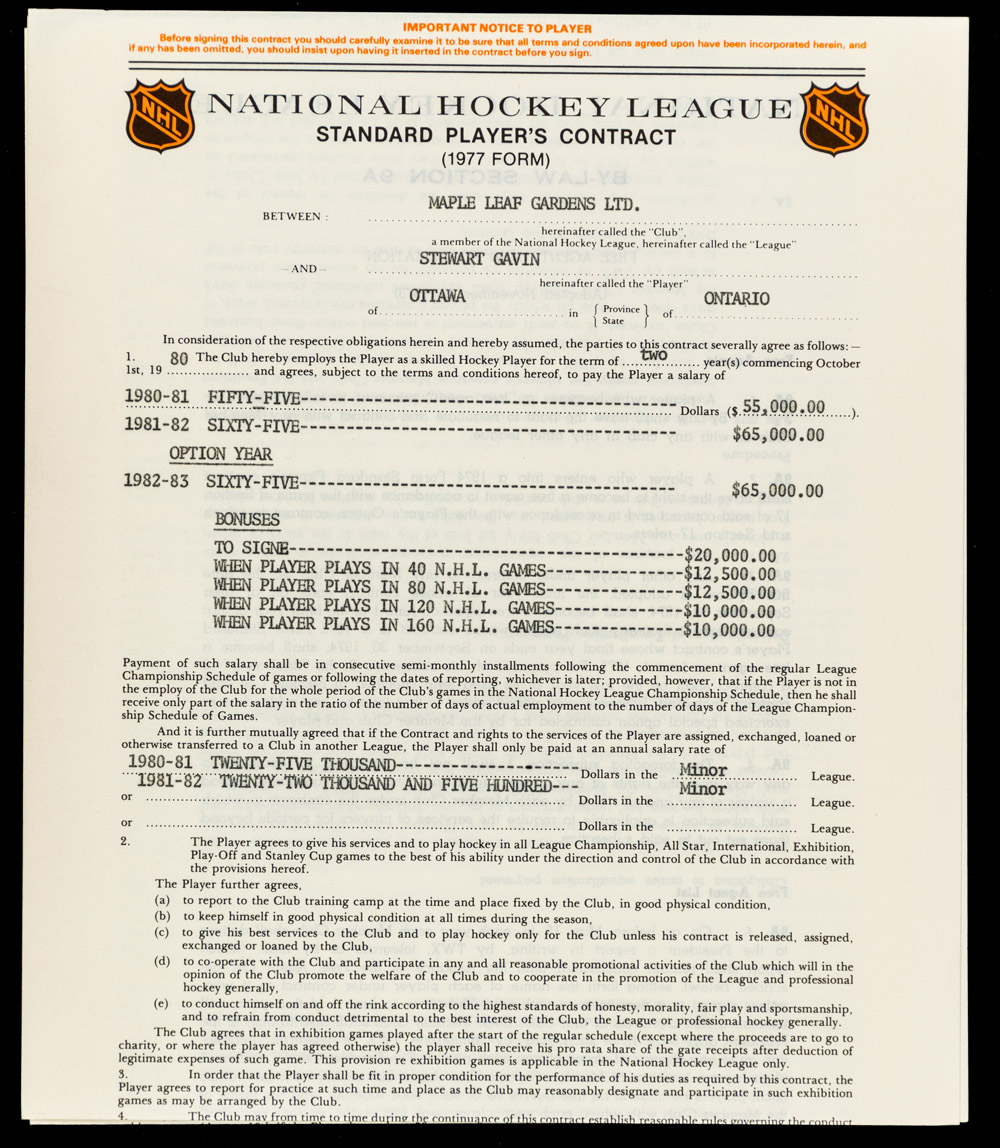 IMPORTANT NOTICE TO PLAYER
Before signing this contract you should carefully examine it to be sure that all terms and conditions agreed upon have been incorporated herein, and
if any has been omitted, you should insist upon having it inserted in the contract before you sign.
NHL NATIONAL HOCKEY LEAGUE NHL
STANDARD PLAYER'S CONTRACT
(1977 FORM)
MAPLE LEAF GARDENS LTD.
BETWEEN :
hereinafter called the "Club",
a member of the National Hockey League, hereinafter called the "League"
STEWART GAVIN
—AND—
hereinafter called the "Player"
OTTAWA ONTARIO
of in { Province State } of
In consideration of the respective obligations herein and hereby assumed, the parties to this contract severally agree as follows:—
1. The Club hereby employs the Player as a skilled Hockey Player for the term of two year(s) commencing October
1st, 19 80 and agrees, subject to the terms and conditions hereof, to pay the Player a salary of
1980-81 FIFTY-FIVE------------------------------------------ Dollars ($ 55,000.00 ).
1981-82 SIXTY-FIVE------------------------------------------ $65,000.00
OPTION YEAR
1982-83 SIXTY-FIVE------------------------------------------ $65,000.00
BONUSES
TO SIGNE--------------------------------------------$20,000.00
WHEN PLAYER PLAYS IN 40 N.H.L. GAMES---------------$12,500.00
WHEN PLAYER PLAYS IN 80 N.H.L. GAMES---------------$12,500.00
WHEN PLAYER PLAYS IN 120 N.H.L. GAMES--------------$10,000.00
WHEN PLAYER PLAYS IN 160 N.H.L. GAMES--------------$10,000.00
Payment of such salary shall be in consecutive semi-monthly installments following the commencement of the regular League
Championship Schedule of games or following the dates of reporting, whichever is later; provided, however, that if the Player is not in
the employ of the Club for the whole period of the Club's games in the National Hockey League Championship Schedule, then he shall
receive only part of the salary in the ratio of the number of days of actual employment to the number of days of the League Champion-
ship Schedule of Games.
And it is further mutually agreed that if the Contract and rights to the services of the Player are assigned, exchanged, loaned or
otherwise transferred to a Club in another League, the Player shall only be paid at an annual salary rate of
1980-81 TWENTY-FIVE THOUSAND-------------------- Dollars in the Minor League.
1981-82 TWENTY-TWO THOUSAND AND FIVE HUNDRED--- Minor
or Dollars in the League.
or Dollars in the League.
2. The Player agrees to give his services and to play hockey in all League Championship, All Star, International, Exhibition,
Play-Off and Stanley Cup games to the best of his ability under the direction and control of the Club in accordance with
the provisions hereof.
The Player further agrees,
(a) to report to the Club training camp at the time and place fixed by the Club, in good physical condition,
(b) to keep himself in good physical condition at all times during the season,
(c) to give his best services to the Club and to play hockey only for the Club unless his contract is released, assigned,
exchanged or loaned by the Club,
(d) to co-operate with the Club and participate in any and all reasonable promotional activities of the Club which will in the
opinion of the Club promote the welfare of the Club and to cooperate in the promotion of the League and professional
hockey generally,
(e) to conduct himself on and off the rink according to the highest standards of honesty, morality, fair play and sportsmanship,
and to refrain from conduct detrimental to the best interest of the Club, the League or professional hockey generally.
The Club agrees that in exhibition games played after the start of the regular schedule (except where the proceeds are to go to
charity, or where the player has agreed otherwise) the player shall receive his pro rata share of the gate receipts after deduction of
legitimate expenses of such game. This provision re exhibition games is applicable in the National Hockey League only.
3. In order that the Player shall be fit in proper condition for the performance of his duties as required by this contract, the
Player agrees to report for practice at such time and place as the Club may reasonably designate and participate in such exhibition
games as may be arranged by the Club.
4. The Club may from time to time during the continuance of this contract establish reasonable rules governing the conduct